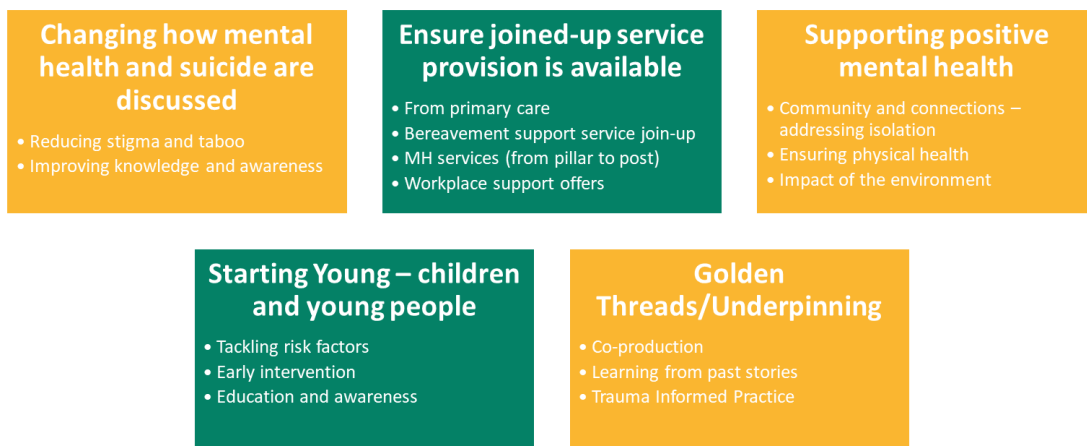 Changing how mental
health and suicide are
discussed
• Reducing stigma and taboo
• Improving knowledge and awareness
Ensure joined-up service
provision is available
• From primary care
• Bereavement support service join-up
• MH services (from pillar to post)
• Workplace support offers
Supporting positive
mental health
• Community and connections –
addressing isolation
• Ensuring physical health
• Impact of the environment
Starting Young – children
and young people
• Tackling risk factors
• Early intervention
• Education and awareness
Golden
Threads/Underpinning
• Co-production
• Learning from past stories
• Trauma Informed Practice